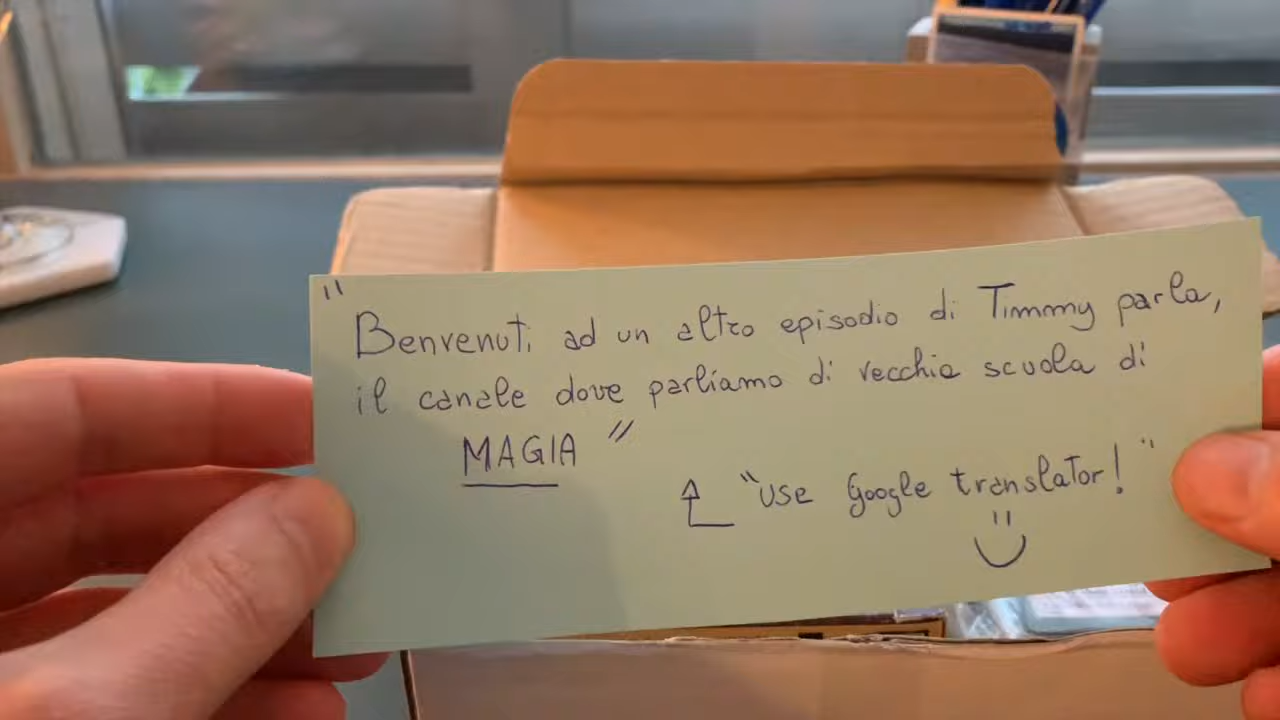 "Benvenuti ad un altro episodio di Timmy parla,
il canale dove parliamo di vecchia scuola di
MAGIA"
"Use Google translator!"